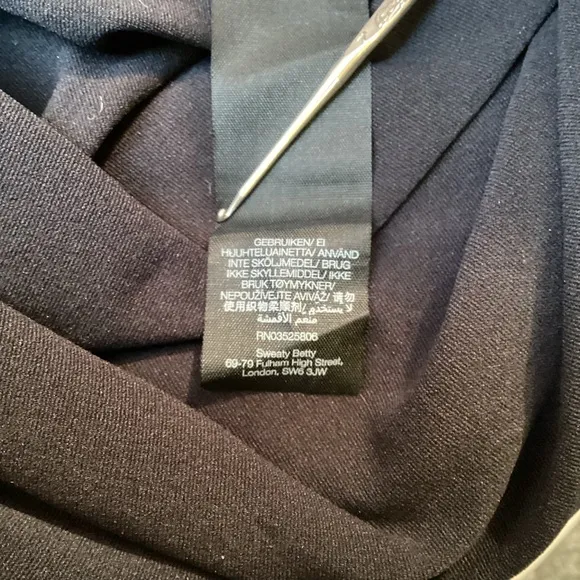 GEBRUIKEN/ EI
HUUHTELUAINETTA/ ANVÄND
INTE SKÖLJMEDEL/ BRUG
IKKE SKYLLEMIDDEL/ IKKE
BRUK TØYMYKNER/
NEPOUŽÍVEJTE AVIVÁŽ/ 请勿
使用织物柔顺剂/ لا يستخدم
منعم الأقمشة
RN03525806
Sweaty Betty
69-79 Fulham High Street,
London, SW6 3JW